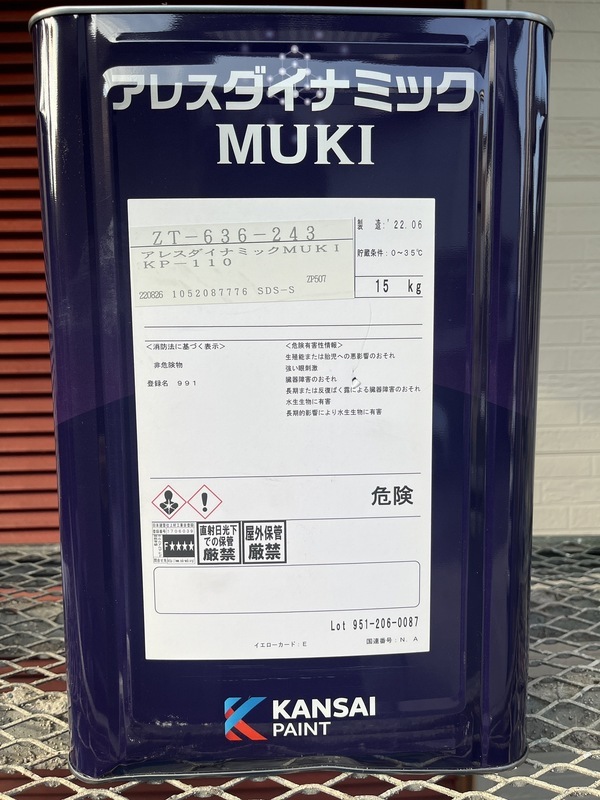 アレスダイナミック
MUKI
ZT-636-243
アレスダイナミックMUKI
KP-110
ZP507
220826 1052087776 SDS-S
製 造:'22.06
貯蔵条件:0~35℃
15 kg
<消防法に基づく表示>
非危険物
登録名 991
<危険有害性情報>
生殖能または胎児への悪影響のおそれ
強い眼刺激
臓器障害のおそれ
長期または反復ばく露による臓器障害のおそれ
水生生物に有害
長期的影響により水生生物に有害
危険
F★★★★
直射日光下
での保管
厳禁
屋外保管
厳禁
Lot 951-206-0087
イエローカード:E
国連番号:N.A
KANSAI
PAINT